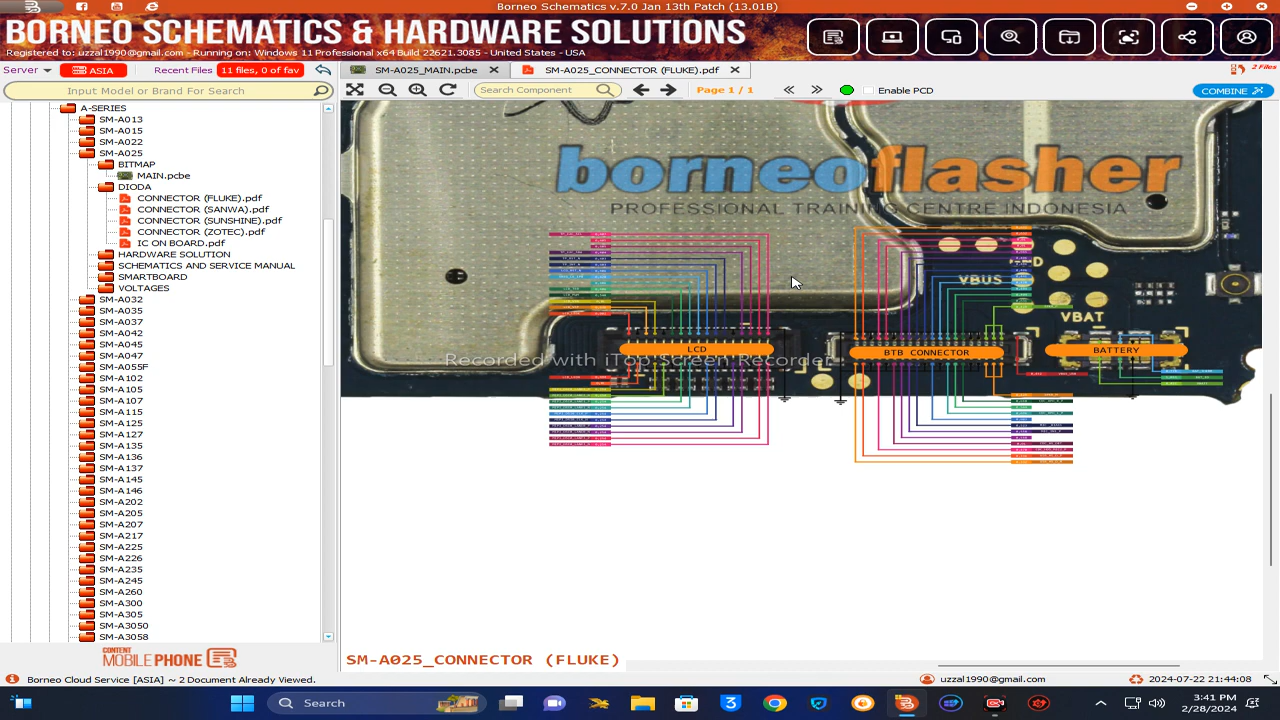 Borneo Schematics v.7.0 Jan 13th Patch (13.01B)
BORNEO SCHEMATICS & HARDWARE SOLUTIONS
Registered to: uzzal1990@gmail.com - Running on: Windows 11 Professional x64 Build 22621.3085 - United States - USA
Server
ASIA
Recent Files
11 files, 0 of fav
SM-A025_MAIN.pcbe
SM-A025_CONNECTOR (FLUKE).pdf
2 Files
Input Model or Brand For Search
Search Component
Page 1 / 1
Enable PCD
COMBINE
A-SERIES
SM-A013
SM-A015
SM-A022
SM-A025
BITMAP
MAIN.pcbe
DIODA
CONNECTOR (FLUKE).pdf
CONNECTOR (SANWA).pdf
CONNECTOR (SUNSHINE).pdf
CONNECTOR (ZOTEC).pdf
IC ON BOARD.pdf
HARDWARE SOLUTION
SCHEMATICS AND SERVICE MANUAL
SMARTBOARD
VOLTAGES
SM-A032
SM-A035
SM-A037
SM-A042
SM-A045
SM-A047
SM-A055F
SM-A102
SM-A105
SM-A107
SM-A115
SM-A125
SM-A127
SM-A135
SM-A136
SM-A137
SM-A145
SM-A146
SM-A202
SM-A205
SM-A207
SM-A217
SM-A225
SM-A226
SM-A235
SM-A245
SM-A260
SM-A300
SM-A305
SM-A3050
SM-A3058
borneoflasher
PROFESSIONAL TRAINING CENTRE INDONESIA
VBUS
VBAT
LCD
BTB CONNECTOR
BATTERY
Recorded with iTop Screen Recorder
CONTENT
MOBILE PHONE
SM-A025_CONNECTOR (FLUKE)
Borneo Cloud Service [ASIA] ~ 2 Document Already Viewed.
uzzal1990@gmail.com
2024-07-22 21:44:08
Search
3:41 PM
2/28/2024